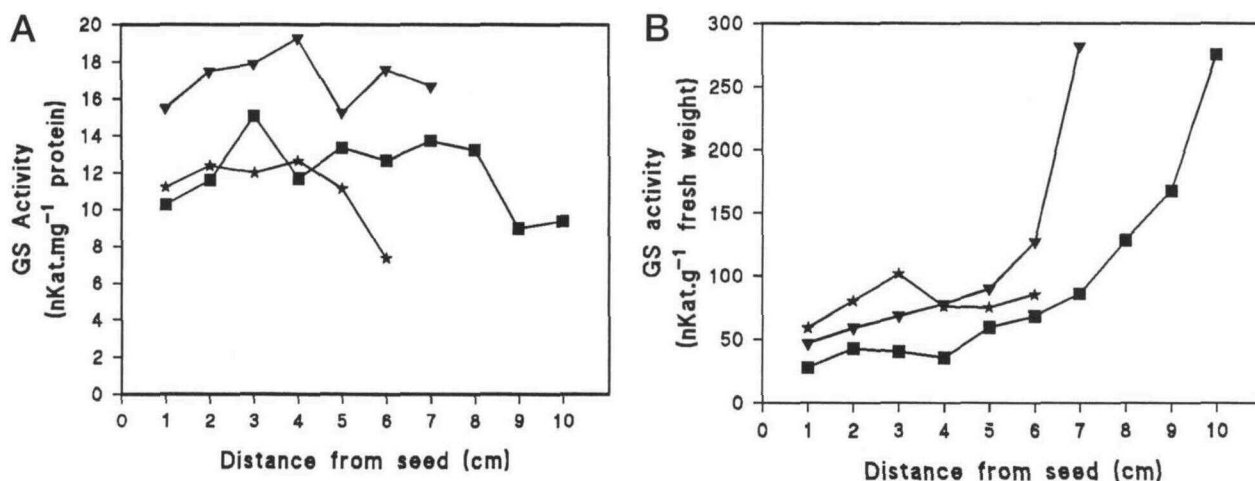 A
GS Activity
(nKat.mg⁻¹ protein)
20
18
16
14
12
10
8
6
4
2
0
0 1 2 3 4 5 6 7 8 9 10
Distance from seed (cm)
B
GS activity
(nKat.g⁻¹ fresh weight)
300
250
200
150
100
50
0
0 1 2 3 4 5 6 7 8 9 10
Distance from seed (cm)